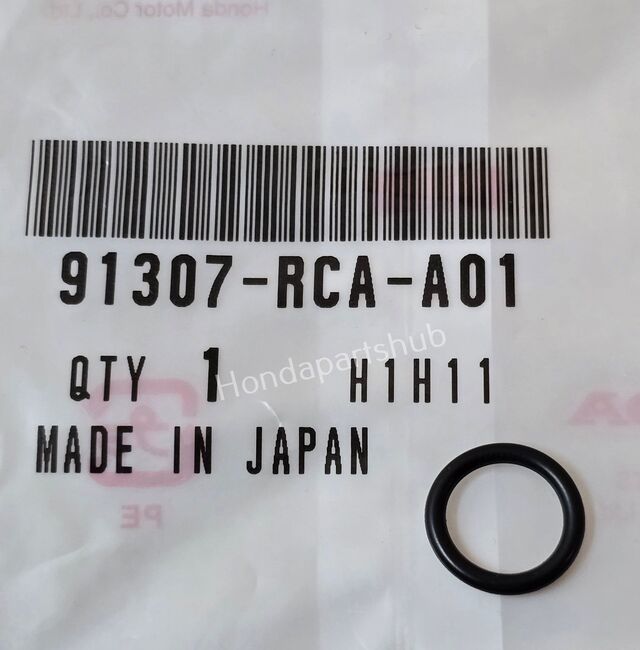 Honda Motor Co., Ltd.
91307-RCA-A01
QTY 1 H1H11
Hondapartshub
MADE IN JAPAN
PE